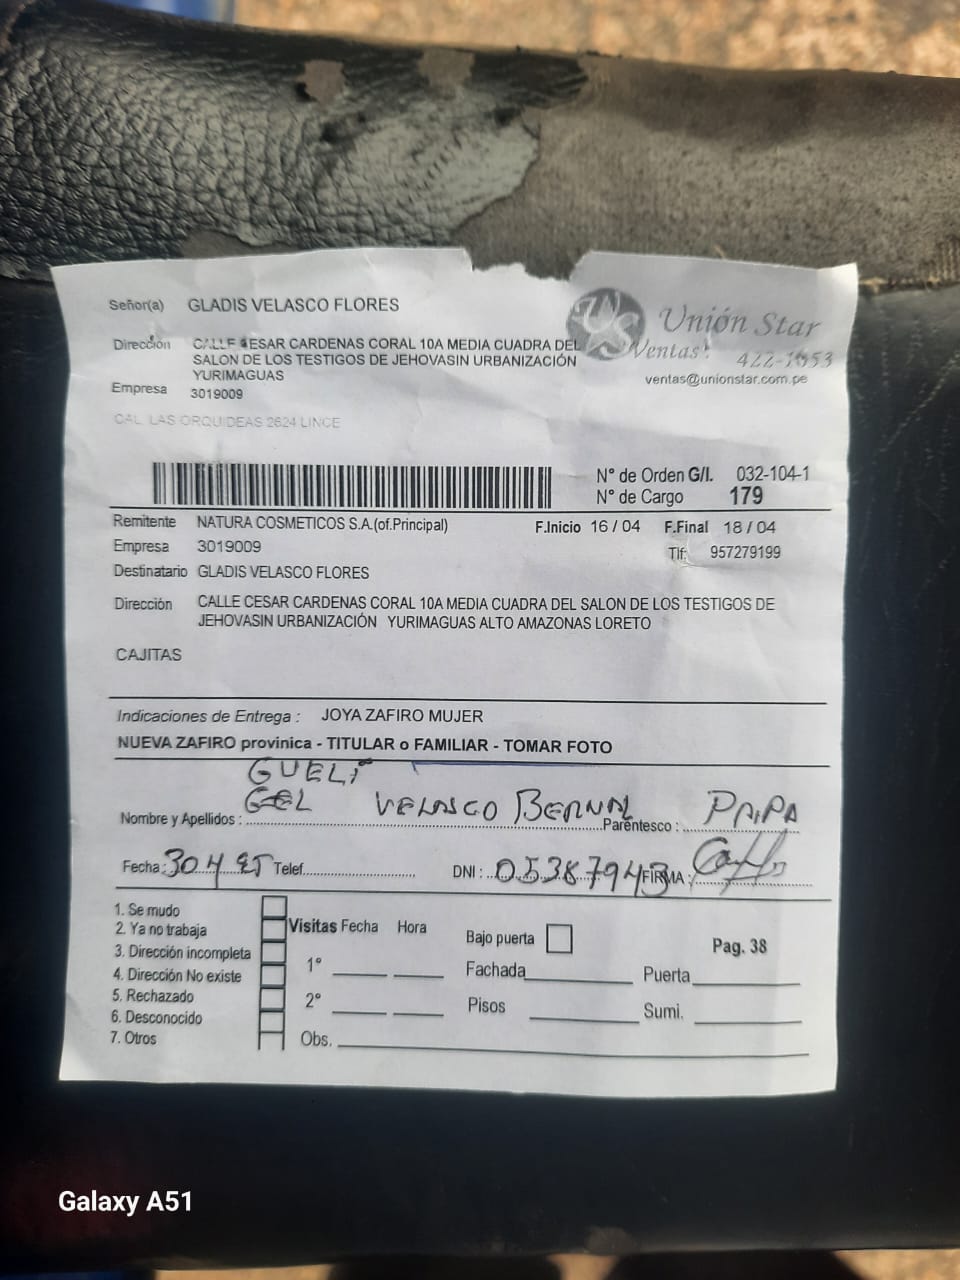 Señor(a) GLADIS VELASCO FLORES
Dirección CALLE CESAR CARDENAS CORAL 10A MEDIA CUADRA DEL
SALON DE LOS TESTIGOS DE JEHOVASIN URBANIZACIÓN
YURIMAGUAS
Empresa 3019009
CAL. LAS ORQUIDEAS 2624 LINCE
US Unión Star
Ventas: 422-1653
ventas@unionstar.com.pe
N° de Orden G/I. 032-104-1
N° de Cargo 179
Remitente NATURA COSMETICOS S.A.(of.Principal) F.Inicio 16 / 04 F.Final 18 / 04
Empresa 3019009 Tlf: 957279199
Destinatario GLADIS VELASCO FLORES
Dirección CALLE CESAR CARDENAS CORAL 10A MEDIA CUADRA DEL SALON DE LOS TESTIGOS DE
JEHOVASIN URBANIZACIÓN YURIMAGUAS ALTO AMAZONAS LORETO
CAJITAS
Indicaciones de Entrega : JOYA ZAFIRO MUJER
NUEVA ZAFIRO provinica - TITULAR o FAMILIAR - TOMAR FOTO
Nombre y Apellidos : VELASCO BERNAL Parentesco : PAPA
Fecha : 30 4 25 Telef. DNI : 05387943 FIRMA :
1. Se mudo
2. Ya no trabaja
3. Dirección incompleta
4. Dirección No existe
5. Rechazado
6. Desconocido
7. Otros
Visitas Fecha Hora
1°
2°
Obs.
Bajo puerta
Fachada Puerta
Pisos Sumi.
Pag. 38
Galaxy A51